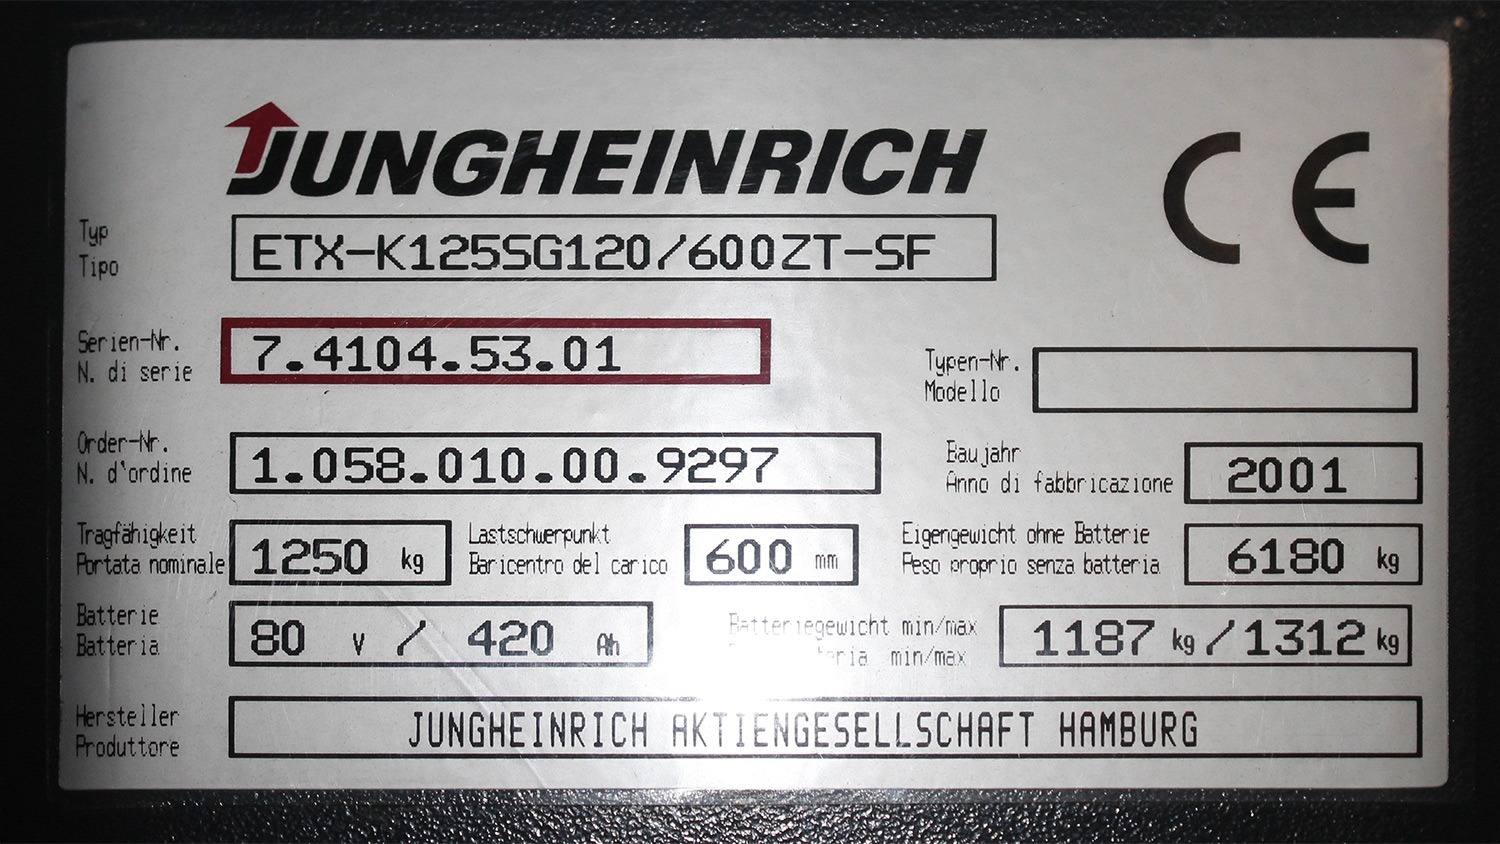 JUNGHEINRICH
CE
Typ
Tipo
ETX-K125SG120/600ZT-SF
Serien-Nr.
N. di serie
7.4104.53.01
Typen-Nr.
Modello
Order-Nr.
N. d'ordine
1.058.010.00.9297
Baujahr
Anno di fabbricazione
2001
Tragfähigkeit
Portata nominale
1250 kg
Lastschwerpunkt
Baricentro del carico
600 mm
Eigengewicht ohne Batterie
Peso proprio senza batteria
6180 kg
Batterie
Batteria
80 V / 420 Ah
Batteriegewicht min/max
min/max
1187 kg / 1312 kg
Hersteller
Produttore
JUNGHEINRICH AKTIENGESELLSCHAFT HAMBURG